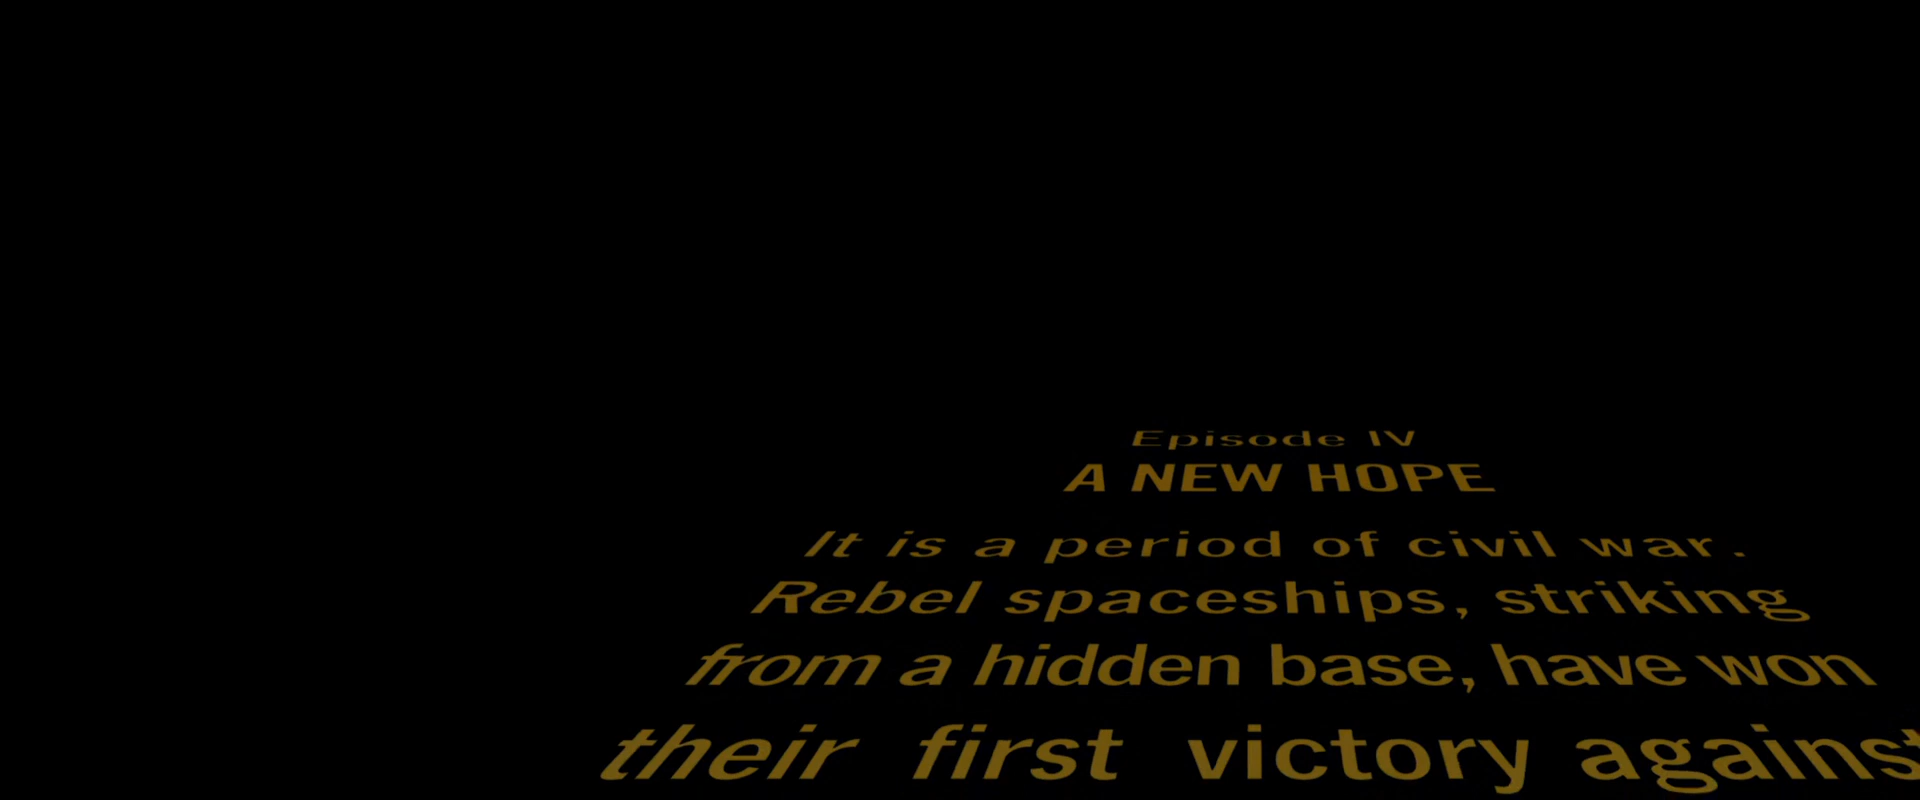 Episode IV
A NEW HOPE
It is a period of civil war.
Rebel spaceships, striking
from a hidden base, have won
their first victory against